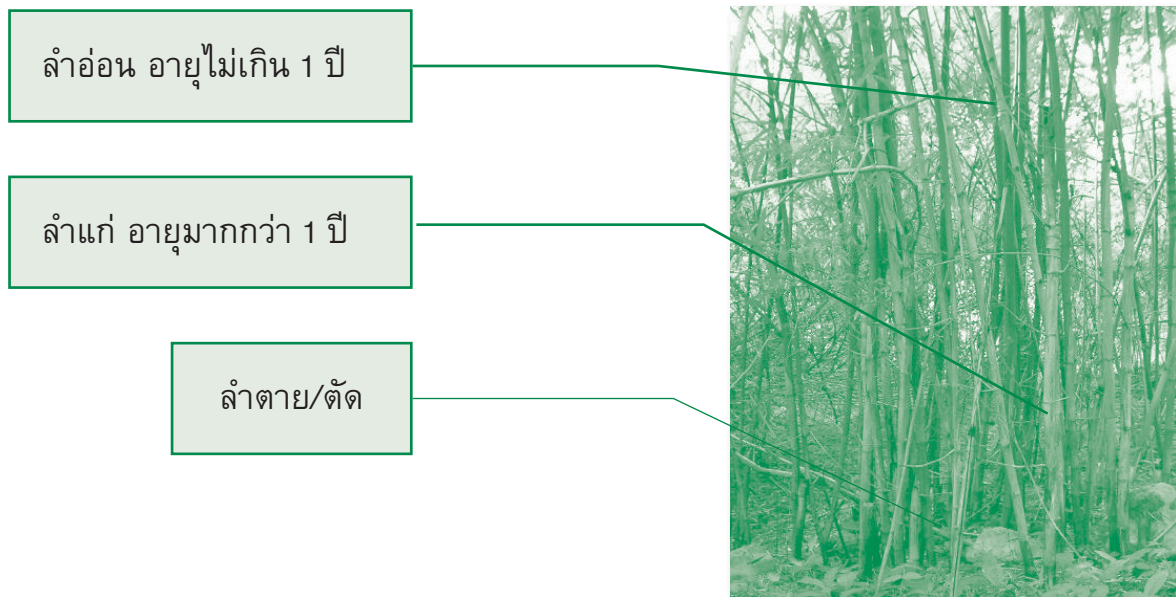 ลำอ่อน อายุไม่เกิน 1 ปี
ลำแก่ อายุมากกว่า 1 ปี
ลำตาย/ตัด